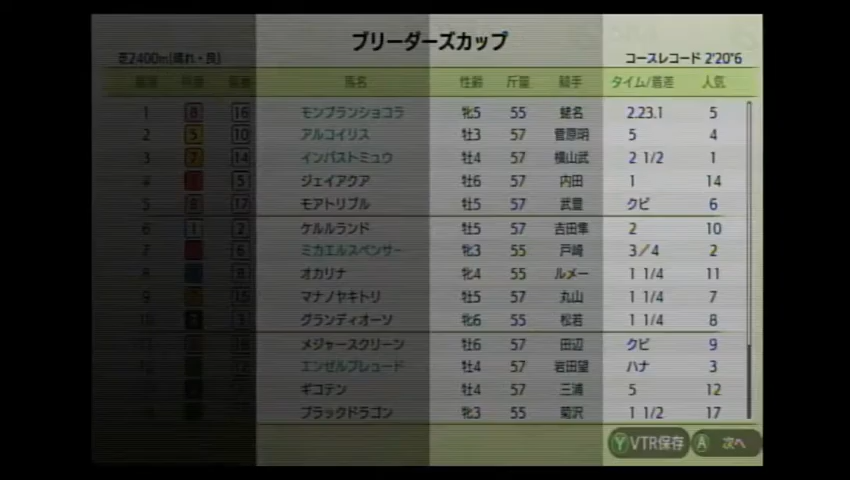 ブリーダーズカップ
芝2400m(晴れ・良) コースレコード 2'20"6
着順 枠番 馬番 馬名 性齢 斤量 騎手 タイム/着差 人気
1 8 16 モンブランショコラ 牝5 55 蛯名 2.23.1 5
2 5 10 アルコイリス 牡3 57 菅原明 5 4
3 7 14 インパストミュウ 牡4 57 横山武 2 1/2 1
4 5 ジェイアクア 牡6 57 内田 1 14
5 8 17 モアトリブル 牡5 57 武豊 クビ 6
6 1 2 ケルルランド 牡5 57 吉田隼 2 10
7 6 ミカエルスペンサー 牝3 55 戸崎 3/4 2
8 オカリナ 牝4 55 ルメー 1 1/4 11
9 15 マナノヤキトリ 牡5 57 丸山 1 1/4 7
10 グランディオーソ 牝6 55 松若 1 1/4 8
メジャースクリーン 牡6 57 田辺 クビ 9
エンゼルプレュード 牡4 57 岩田望 ハナ 3
ギコテン 牡4 57 三浦 5 12
ブラックドラゴン 牝3 55 菊沢 1 1/2 17
Y VTR保存 A 次へ